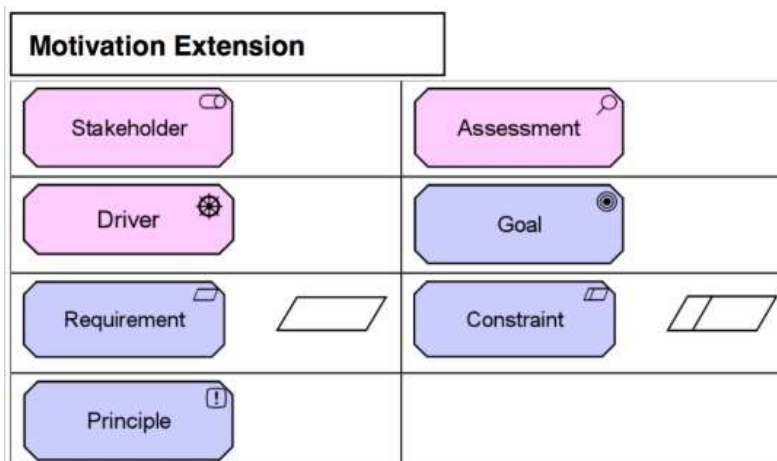 Motivation Extension
Stakeholder
Assessment
Driver
Goal
Requirement
Constraint
Principle